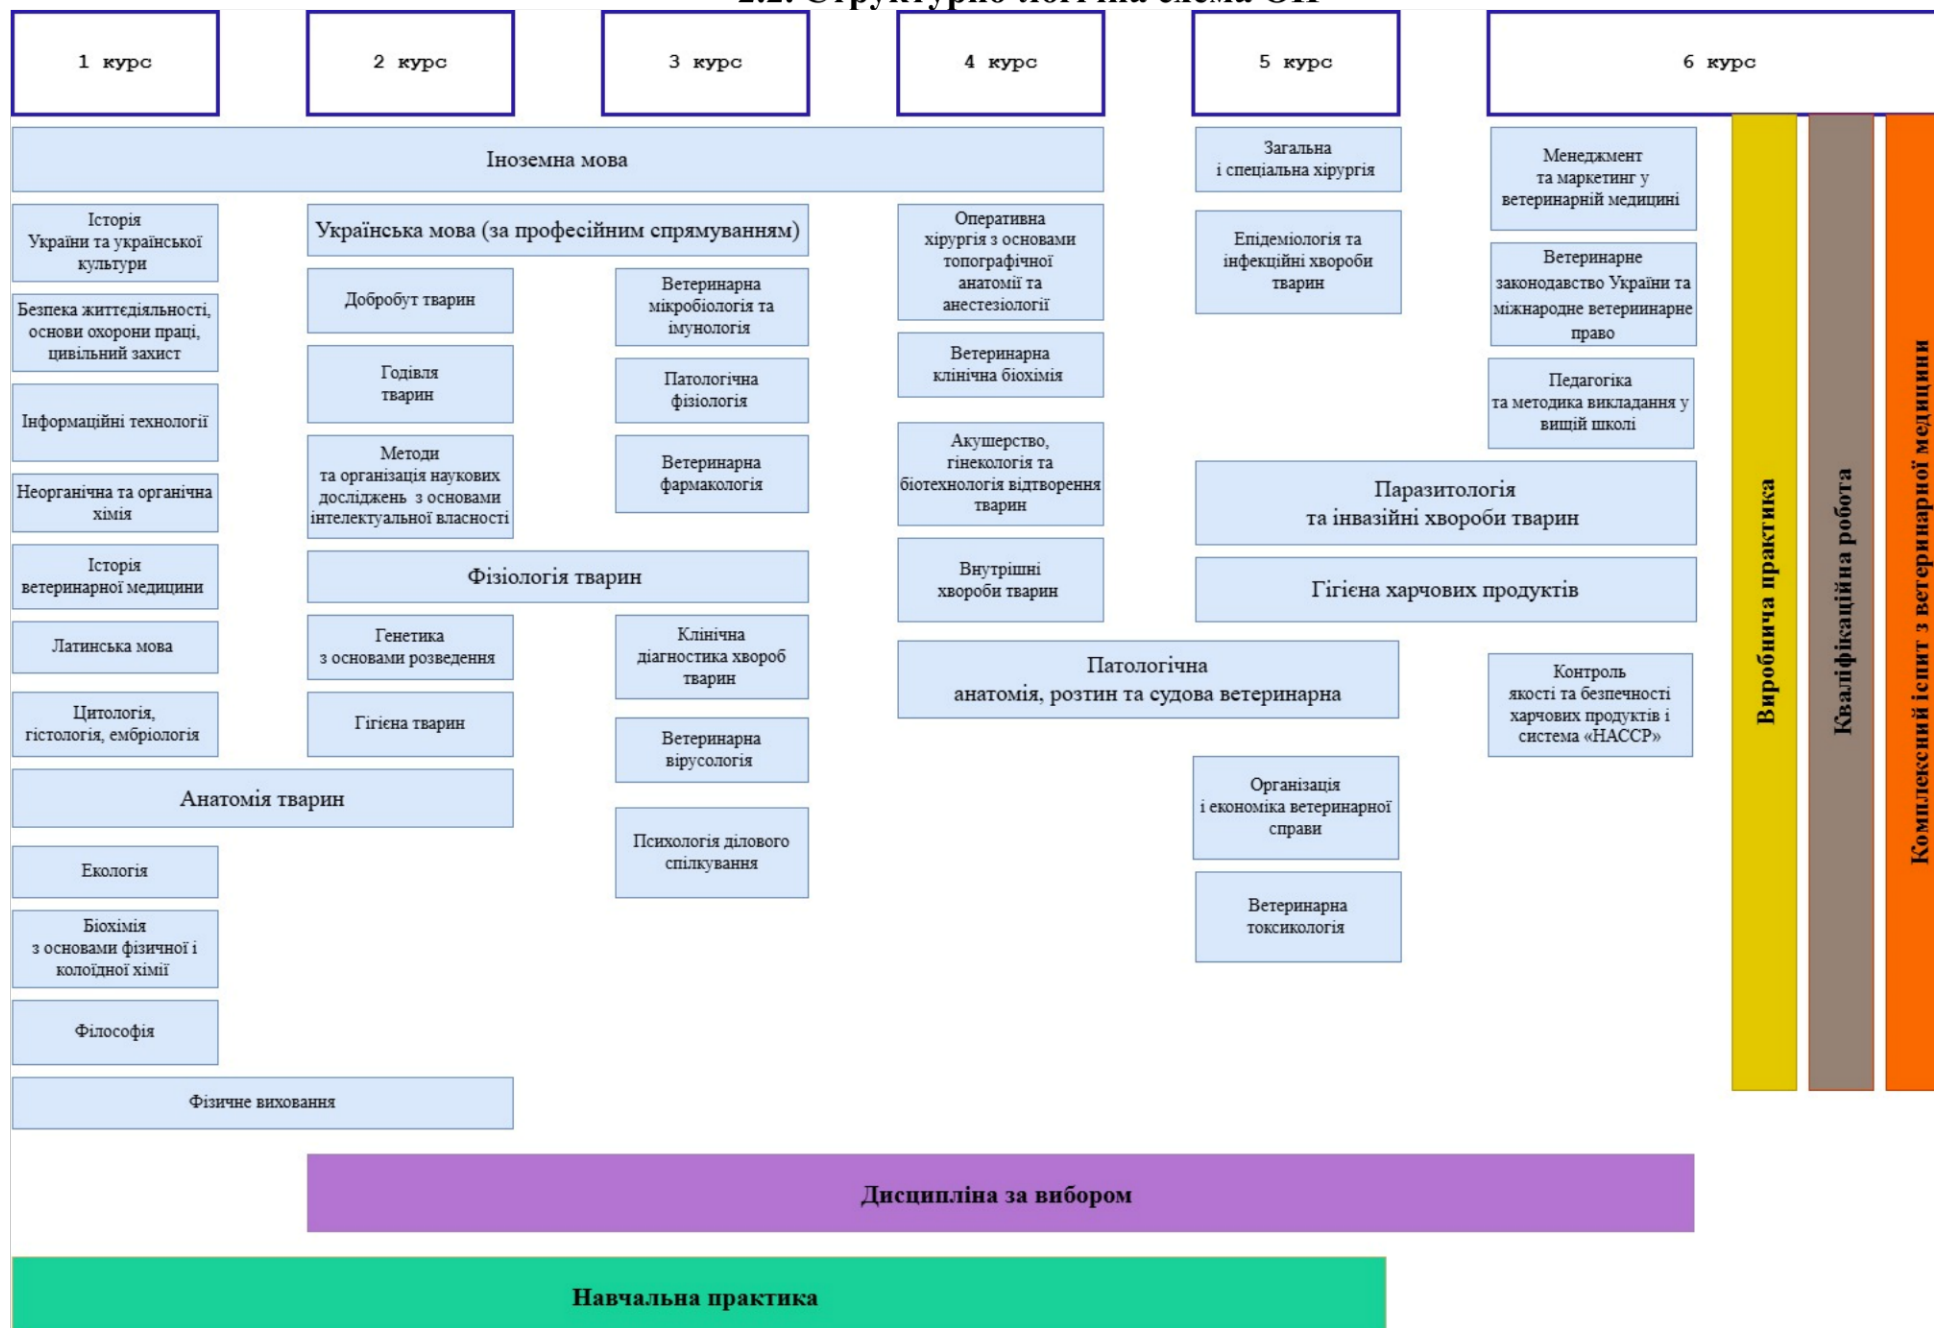 2.2. Структурно-логічна схема ОП
1 курс
2 курс
3 курс
4 курс
5 курс
6 курс
Іноземна мова
Історія
України та української
культури
Безпека життєдіяльності,
основи охорони праці,
цивільний захист
Інформаційні технології
Неорганічна та органічна
хімія
Історія
ветеринарної медицини
Латинська мова
Цитологія,
гістологія, ембріологія
Анатомія тварин
Екологія
Біохімія
з основами фізичної і
колоїдної хімії
Філософія
Фізичне виховання
Українська мова (за професійним спрямуванням)
Добробут тварин
Годівля
тварин
Методи
та організація наукових
досліджень з основами
інтелектуальної власності
Фізіологія тварин
Генетика
з основами розведення
Гігієна тварин
Ветеринарна
мікробіологія та
імунологія
Патологічна
фізіологія
Ветеринарна
фармакологія
Клінічна
діагностика хвороб
тварин
Ветеринарна
вірусологія
Психологія ділового
спілкування
Оперативна
хірургія з основами
топографічної
анатомії та
анестезіології
Ветеринарна
клінічна біохімія
Акушерство,
гінекологія та
біотехнологія відтворення
тварин
Внутрішні
хвороби тварин
Патологічна
анатомія, розтин та судова ветеринарна
Загальна
і спеціальна хірургія
Епідеміологія та
інфекційні хвороби
тварин
Паразитологія
та інвазійні хвороби тварин
Гігієна харчових продуктів
Організація
і економіка ветеринарної
справи
Ветеринарна
токсикологія
Менеджмент
та маркетинг у
ветеринарній медицині
Ветеринарне
законодавство України та
міжнародне ветериинарне
право
Педагогіка
та методика викладання у
вищій школі
Контроль
якості та безпечності
харчових продуктів і
система «НАССР»
Виробнича практика
Кваліфікаційна робота
Комплексний іспит з ветеринарної медицини
Дисципліна за вибором
Навчальна практика